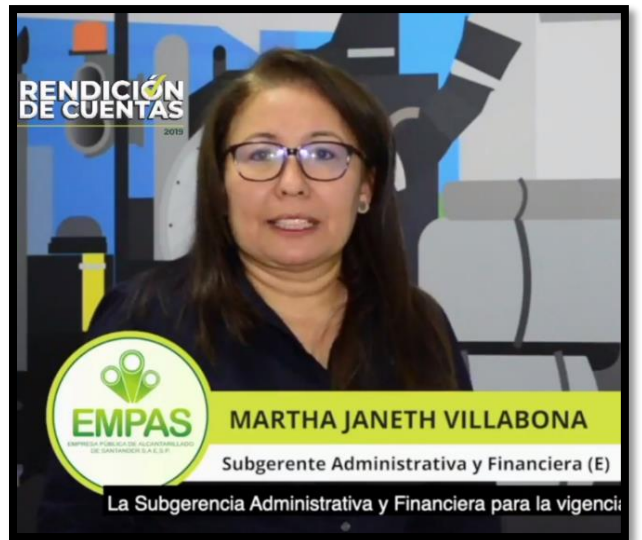 RENDICIÓN
DE CUENTAS
2019
EMPAS
EMPRESA PÚBLICA DE ALCANTARILLADO
DE SANTANDER S.A E.S.P.
MARTHA JANETH VILLABONA
Subgerente Administrativa y Financiera (E)
La Subgerencia Administrativa y Financiera para la vigencia